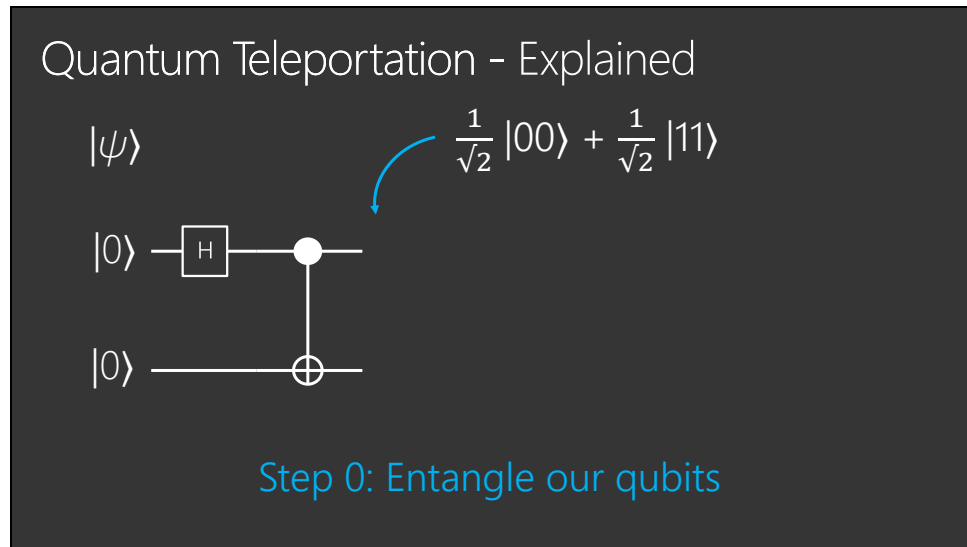 Quantum Teleportation - Explained
|ψ⟩
1/√2 |00⟩ + 1/√2 |11⟩
|0⟩ H
|0⟩
Step 0: Entangle our qubits